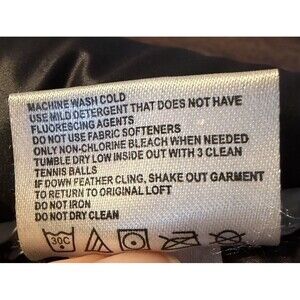 MACHINE WASH COLD
USE MILD DETERGENT THAT DOES NOT HAVE
FLUORESCING AGENTS
DO NOT USE FABRIC SOFTENERS
ONLY NON-CHLORINE BLEACH WHEN NEEDED
TUMBLE DRY LOW INSIDE OUT WITH 3 CLEAN
TENNIS BALLS
IF DOWN FEATHER CLING, SHAKE OUT GARMENT
TO RETURN TO ORIGINAL LOFT
DO NOT IRON
DO NOT DRY CLEAN
30C